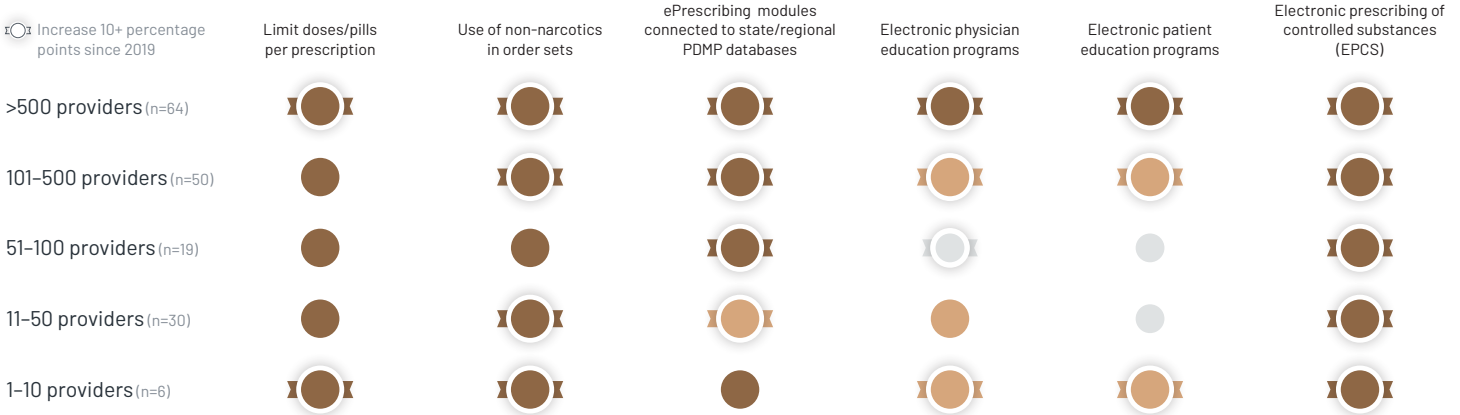 Increase 10+ percentage
points since 2019
Limit doses/pills
per prescription
Use of non-narcotics
in order sets
ePrescribing modules
connected to state/regional
PDMP databases
Electronic physician
education programs
Electronic patient
education programs
Electronic prescribing of
controlled substances
(EPCS)
>500 providers (n=64)
101–500 providers (n=50)
51–100 providers (n=19)
11–50 providers (n=30)
1–10 providers (n=6)